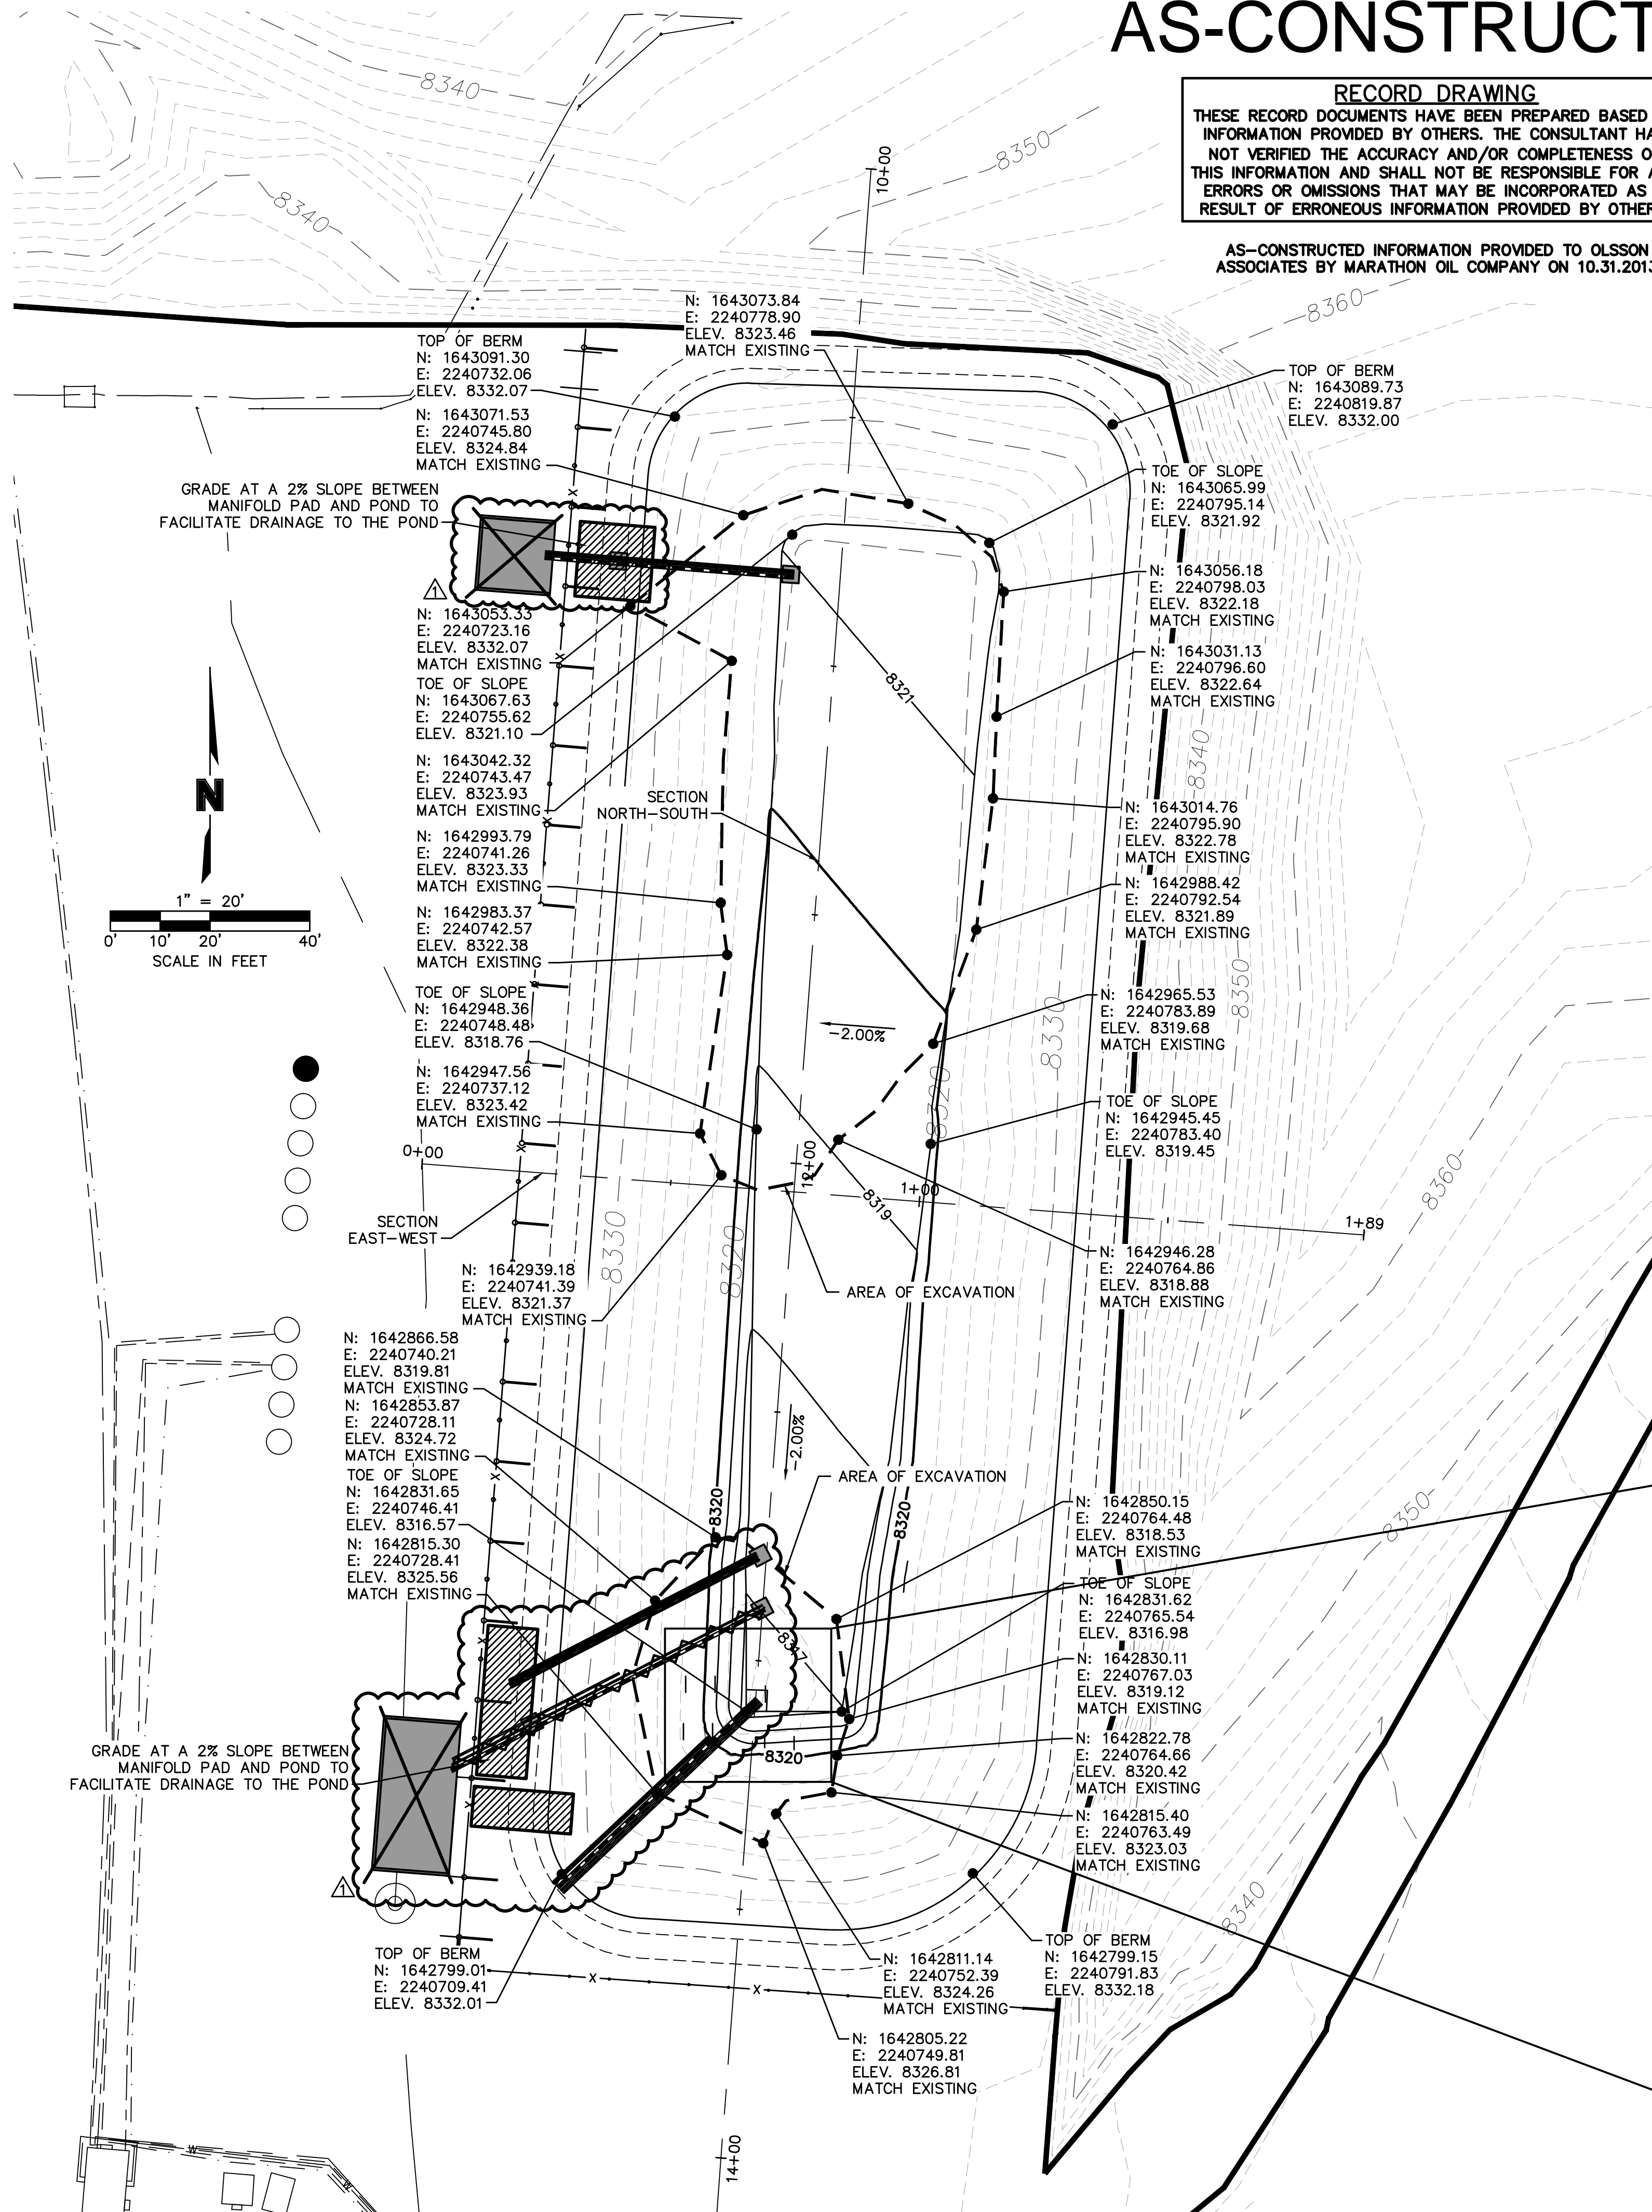 AS-CONSTRUCT
RECORD DRAWING
THESE RECORD DOCUMENTS HAVE BEEN PREPARED BASED
INFORMATION PROVIDED BY OTHERS. THE CONSULTANT HA
NOT VERIFIED THE ACCURACY AND/OR COMPLETENESS O
THIS INFORMATION AND SHALL NOT BE RESPONSIBLE FOR A
ERRORS OR OMISSIONS THAT MAY BE INCORPORATED AS
RESULT OF ERRONEOUS INFORMATION PROVIDED BY OTHER
AS-CONSTRUCTED INFORMATION PROVIDED TO OLSSON
ASSOCIATES BY MARATHON OIL COMPANY ON 10.31.2013
8340
8340
8350
8360
10+00
N: 1643073.84
E: 2240778.90
ELEV. 8323.46
MATCH EXISTING
TOP OF BERM
N: 1643091.30
E: 2240732.06
ELEV. 8332.07
N: 1643071.53
E: 2240745.80
ELEV. 8324.84
MATCH EXISTING
GRADE AT A 2% SLOPE BETWEEN
MANIFOLD PAD AND POND TO
FACILITATE DRAINAGE TO THE POND
1
N: 1643053.33
E: 2240723.16
ELEV. 8332.07
MATCH EXISTING
TOE OF SLOPE
N: 1643067.63
E: 2240755.62
ELEV. 8321.10
N: 1643042.32
E: 2240743.47
ELEV. 8323.93
MATCH EXISTING
N: 1642993.79
E: 2240741.26
ELEV. 8323.33
MATCH EXISTING
N: 1642983.37
E: 2240742.57
ELEV. 8322.38
MATCH EXISTING
TOE OF SLOPE
N: 1642948.36
E: 2240748.48
ELEV. 8318.76
N: 1642947.56
E: 2240737.12
ELEV. 8323.42
MATCH EXISTING
TOP OF BERM
N: 1643089.73
E: 2240819.87
ELEV. 8332.00
TOE OF SLOPE
N: 1643065.99
E: 2240795.14
ELEV. 8321.92
N: 1643056.18
E: 2240798.03
ELEV. 8322.18
MATCH EXISTING
N: 1643031.13
E: 2240796.60
ELEV. 8322.64
MATCH EXISTING
N: 1643014.76
E: 2240795.90
ELEV. 8322.78
MATCH EXISTING
N: 1642988.42
E: 2240792.54
ELEV. 8321.89
MATCH EXISTING
N: 1642965.53
E: 2240783.89
ELEV. 8319.68
MATCH EXISTING
TOE OF SLOPE
N: 1642945.45
E: 2240783.40
ELEV. 8319.45
N: 1642946.28
E: 2240764.86
ELEV. 8318.88
MATCH EXISTING
8321
8340
8350
8330
8320
8360
SECTION
NORTH-SOUTH
N
1" = 20'
0' 10' 20' 40'
SCALE IN FEET
-2.00%
0+00
12+00
1+00
1+89
8319
SECTION
EAST-WEST
8330
8320
AREA OF EXCAVATION
N: 1642939.18
E: 2240741.39
ELEV. 8321.37
MATCH EXISTING
N: 1642866.58
E: 2240740.21
ELEV. 8319.81
MATCH EXISTING
N: 1642853.87
E: 2240728.11
ELEV. 8324.72
MATCH EXISTING
TOE OF SLOPE
N: 1642831.65
E: 2240746.41
ELEV. 8316.57
N: 1642815.30
E: 2240728.41
ELEV. 8325.56
MATCH EXISTING
-2.00%
AREA OF EXCAVATION
8320
8320
8317
8320
8350
8340
N: 1642850.15
E: 2240764.48
ELEV. 8318.53
MATCH EXISTING
TOE OF SLOPE
N: 1642831.62
E: 2240765.54
ELEV. 8316.98
N: 1642830.11
E: 2240767.03
ELEV. 8319.12
MATCH EXISTING
N: 1642822.78
E: 2240764.66
ELEV. 8320.42
MATCH EXISTING
N: 1642815.40
E: 2240763.49
ELEV. 8323.03
MATCH EXISTING
GRADE AT A 2% SLOPE BETWEEN
MANIFOLD PAD AND POND TO
FACILITATE DRAINAGE TO THE POND
1
TOP OF BERM
N: 1642799.01
E: 2240709.41
ELEV. 8332.01
N: 1642811.14
E: 2240752.39
ELEV. 8324.26
MATCH EXISTING
TOP OF BERM
N: 1642799.15
E: 2240791.83
ELEV. 8332.18
N: 1642805.22
E: 2240749.81
ELEV. 8326.81
MATCH EXISTING
14+00
W
W